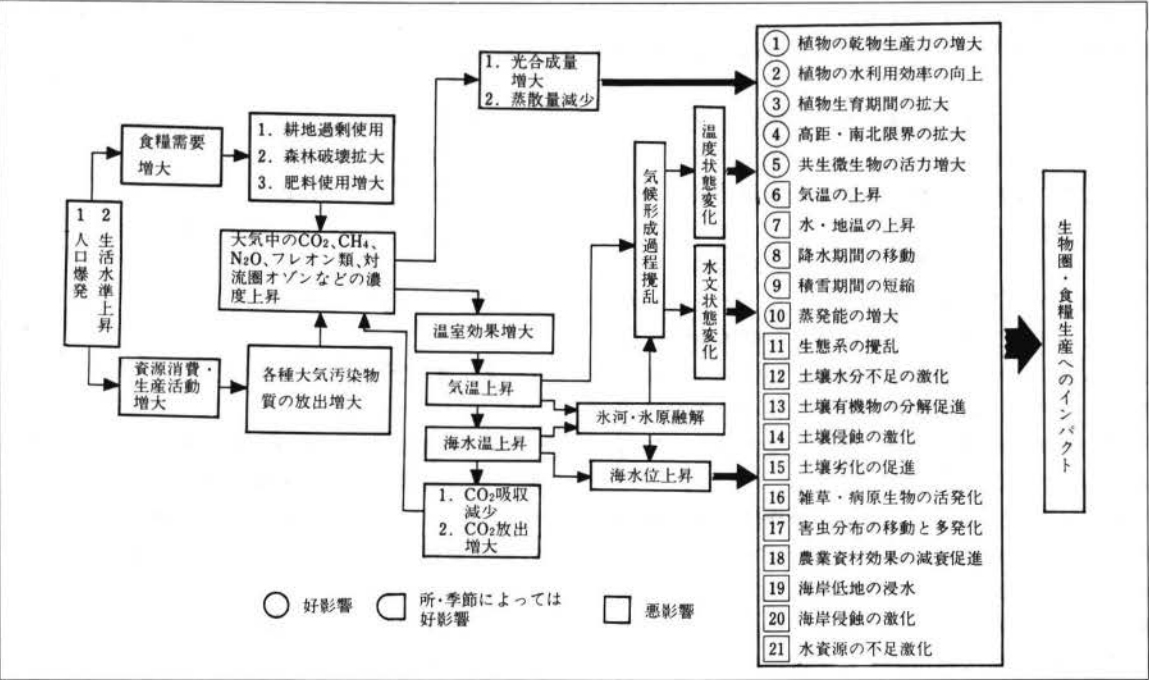 1 人口爆発
2 生活水準上昇
食糧需要
増大
1. 耕地過剰使用
2. 森林破壊拡大
3. 肥料使用増大
大気中のCO2、CH4、
N2O、フレオン類、対
流圏オゾンなどの濃
度上昇
資源消費・
生産活動
増大
各種大気汚染物
質の放出増大
1. 光合成量
増大
2. 蒸散量減少
温室効果増大
気温上昇
海水温上昇
1. CO2吸収
減少
2. CO2放出
増大
氷河・氷原融解
海水位上昇
気候形成過程攪乱
温度状態変化
水文状態変化
1 植物の乾物生産力の増大
2 植物の水利用効率の向上
3 植物生育期間の拡大
4 高距・南北限界の拡大
5 共生微生物の活力増大
6 気温の上昇
7 水・地温の上昇
8 降水期間の移動
9 積雪期間の短縮
10 蒸発能の増大
11 生態系の攪乱
12 土壌水分不足の激化
13 土壌有機物の分解促進
14 土壌侵蝕の激化
15 土壌劣化の促進
16 雑草・病原生物の活発化
17 害虫分布の移動と多発化
18 農業資材効果の減衰促進
19 海岸低地の浸水
20 海岸侵蝕の激化
21 水資源の不足激化
生物圏・食糧生産へのインパクト
好影響
所・季節によっては
好影響
悪影響